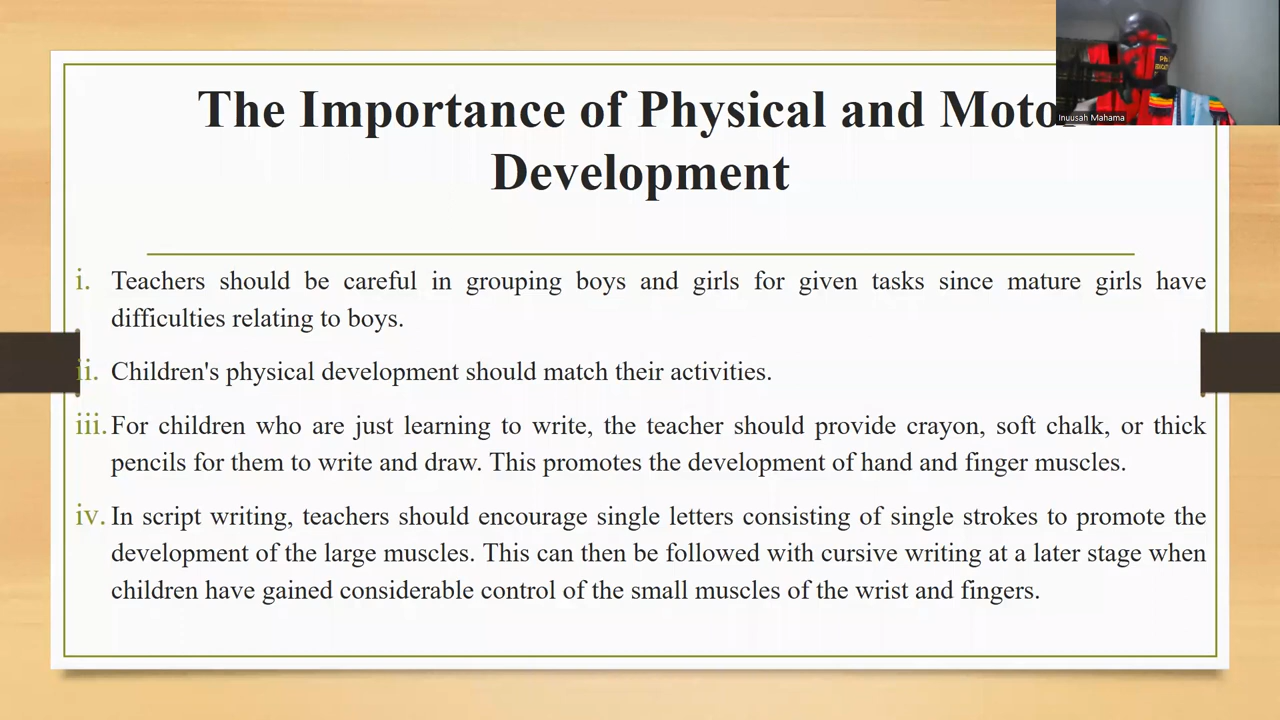 The Importance of Physical and Moto
Development
Inuusah Mahama
i. Teachers should be careful in grouping boys and girls for given tasks since mature girls have
difficulties relating to boys.
ii. Children's physical development should match their activities.
iii. For children who are just learning to write, the teacher should provide crayon, soft chalk, or thick
pencils for them to write and draw. This promotes the development of hand and finger muscles.
iv. In script writing, teachers should encourage single letters consisting of single strokes to promote the
development of the large muscles. This can then be followed with cursive writing at a later stage when
children have gained considerable control of the small muscles of the wrist and fingers.